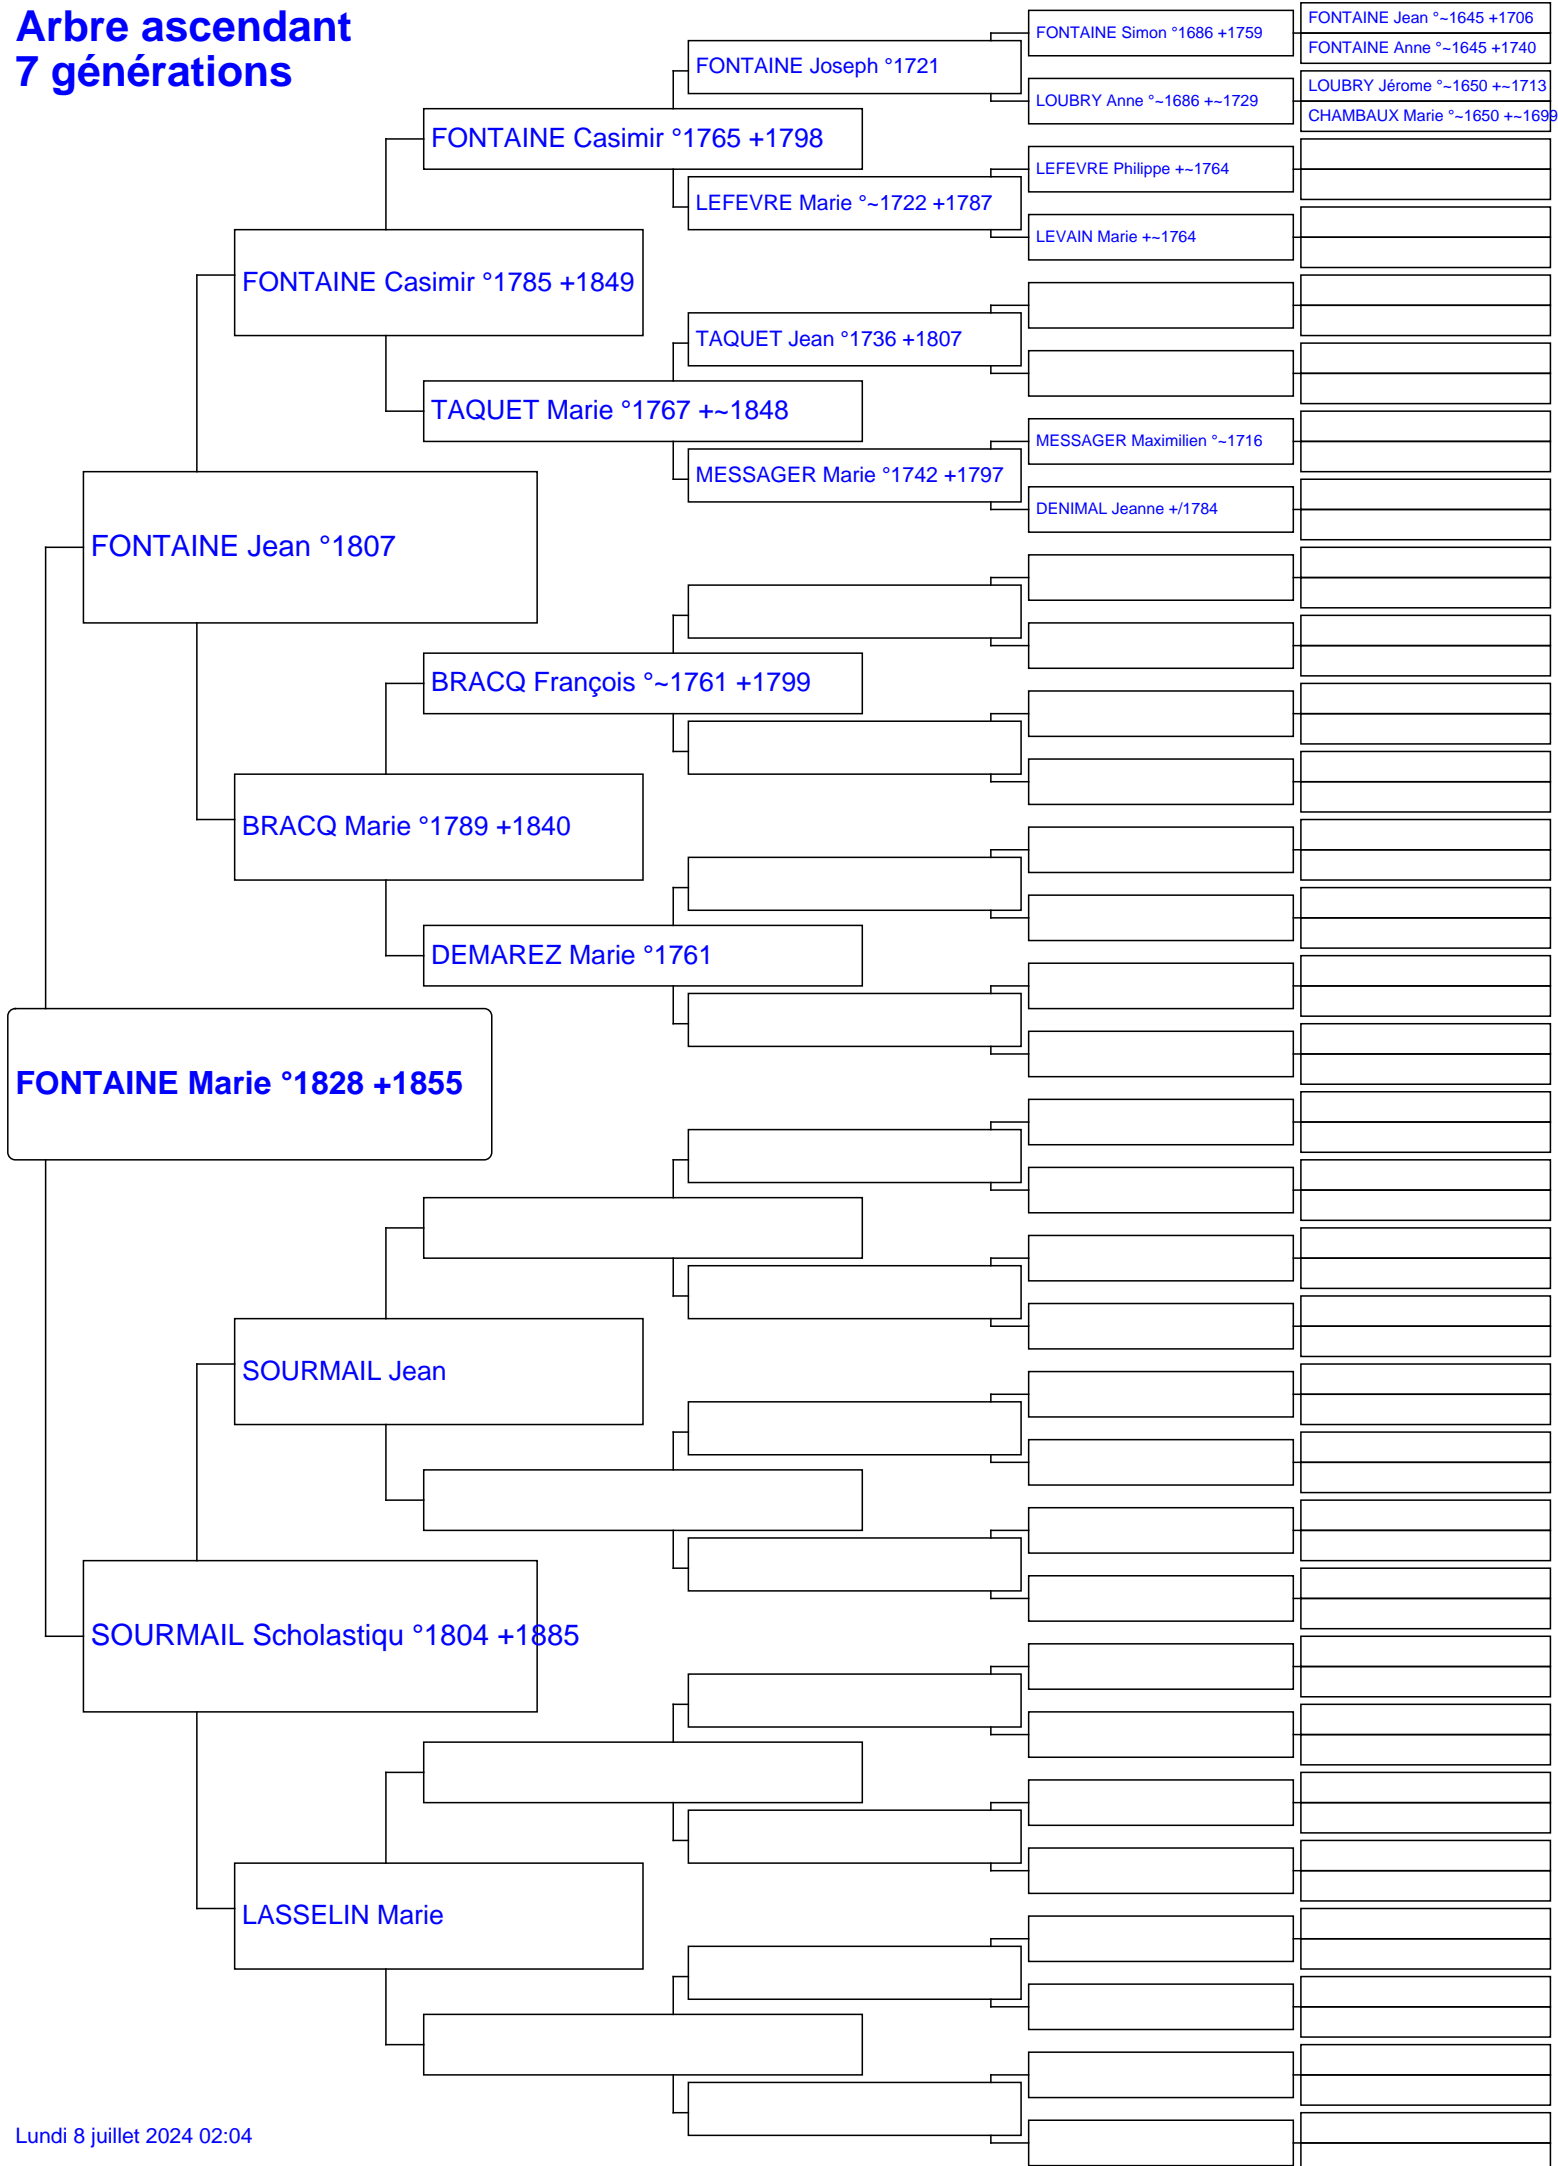 Arbre ascendant
7 générations
FONTAINE Marie °1828 +1855
FONTAINE Jean °1807
SOURMAIL Scholastiqu °1804 +1885
FONTAINE Casimir °1785 +1849
BRACQ Marie °1789 +1840
SOURMAIL Jean
LASSELIN Marie
FONTAINE Casimir °1765 +1798
TAQUET Marie °1767 +~1848
BRACQ François °~1761 +1799
DEMAREZ Marie °1761
FONTAINE Joseph °1721
LEFEVRE Marie °~1722 +1787
TAQUET Jean °1736 +1807
MESSAGER Marie °1742 +1797
FONTAINE Simon °1686 +1759
LOUBRY Anne °~1686 +~1729
LEFEVRE Philippe +~1764
LEVAIN Marie +~1764
MESSAGER Maximilien °~1716
DENIMAL Jeanne +/1784
FONTAINE Jean °~1645 +1706
FONTAINE Anne °~1645 +1740
LOUBRY Jérome °~1650 +~1713
CHAMBAUX Marie °~1650 +~1699
Lundi 8 juillet 2024 02:04